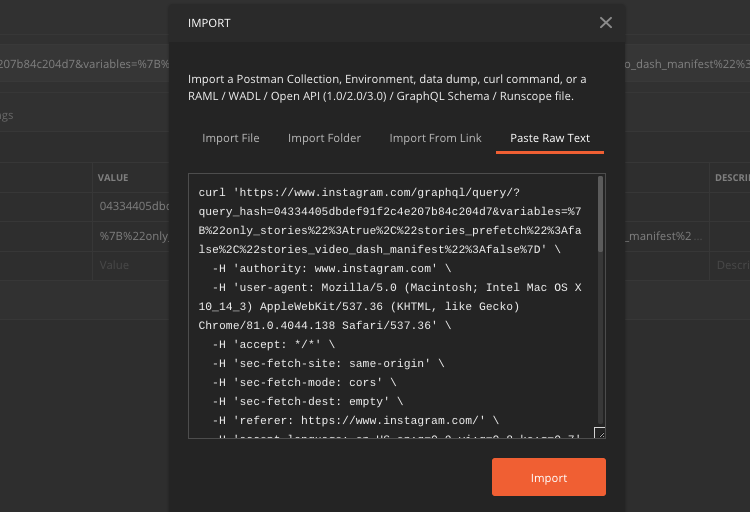 IMPORT
207b84c204d7&variables=%7B%
o_dash_manifest%22%3
Import a Postman Collection, Environment, data dump, curl command, or a
RAML / WADL / Open API (1.0/2.0/3.0) / GraphQL Schema / Runscope file.
gs
Import File Import Folder Import From Link Paste Raw Text
VALUE
DESCRI
04334405dbd
%7B%22only_
_manifest%2...
Value
Descri
curl 'https://www.instagram.com/graphql/query/?
query_hash=04334405dbdef91f2c4e207b84c204d7&variables=%7
B%22only_stories%22%3Atrue%2C%22stories_prefetch%22%3Afa
lse%2C%22stories_video_dash_manifest%22%3Afalse%7D' \
-H 'authority: www.instagram.com' \
-H 'user-agent: Mozilla/5.0 (Macintosh; Intel Mac OS X
10_14_3) AppleWebKit/537.36 (KHTML, like Gecko)
Chrome/81.0.4044.138 Safari/537.36' \
-H 'accept: */*' \
-H 'sec-fetch-site: same-origin' \
-H 'sec-fetch-mode: cors' \
-H 'sec-fetch-dest: empty' \
-H 'referer: https://www.instagram.com/' \
Import